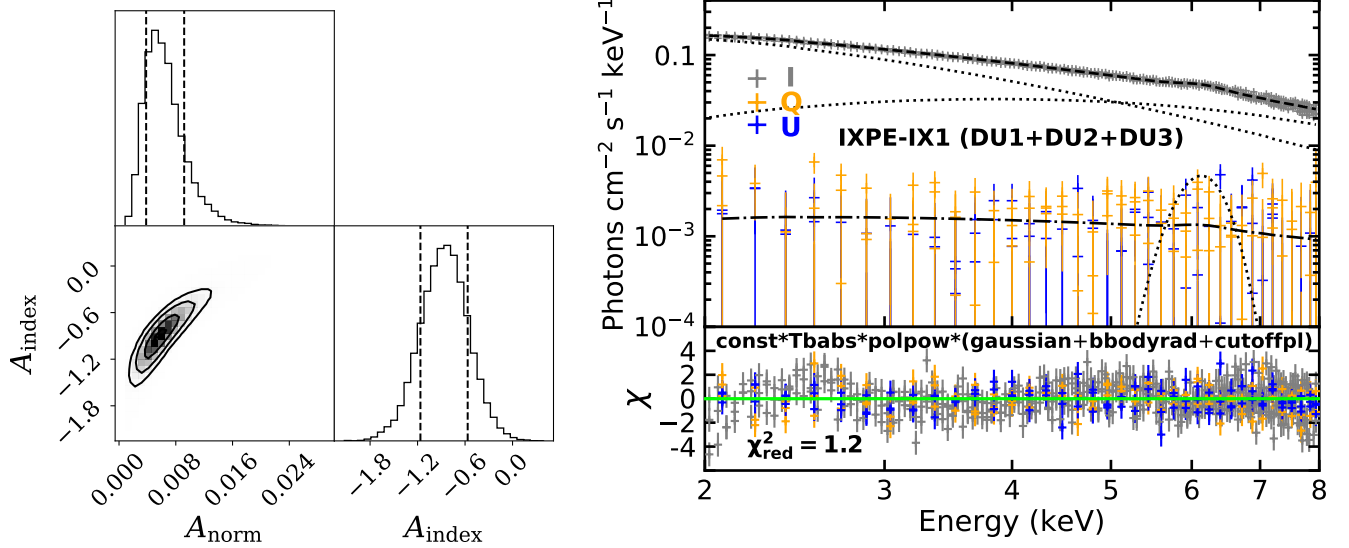 A_index
0.0
−0.6
−1.2
−1.8
0.000
0.008
0.016
0.024
A_norm
−1.8
−1.2
−0.6
0.0
A_index
Photons cm⁻² s⁻¹ keV⁻¹
0.1
10⁻²
10⁻³
10⁻⁴
I
Q
U
IXPE-IX1 (DU1+DU2+DU3)
const*Tbabs*polpow*(gaussian+bbodyrad+cutoffpl)
χ
4
2
0
−2
-4
χ²_red = 1.2
2
3
4
5
6
7
8
Energy (keV)